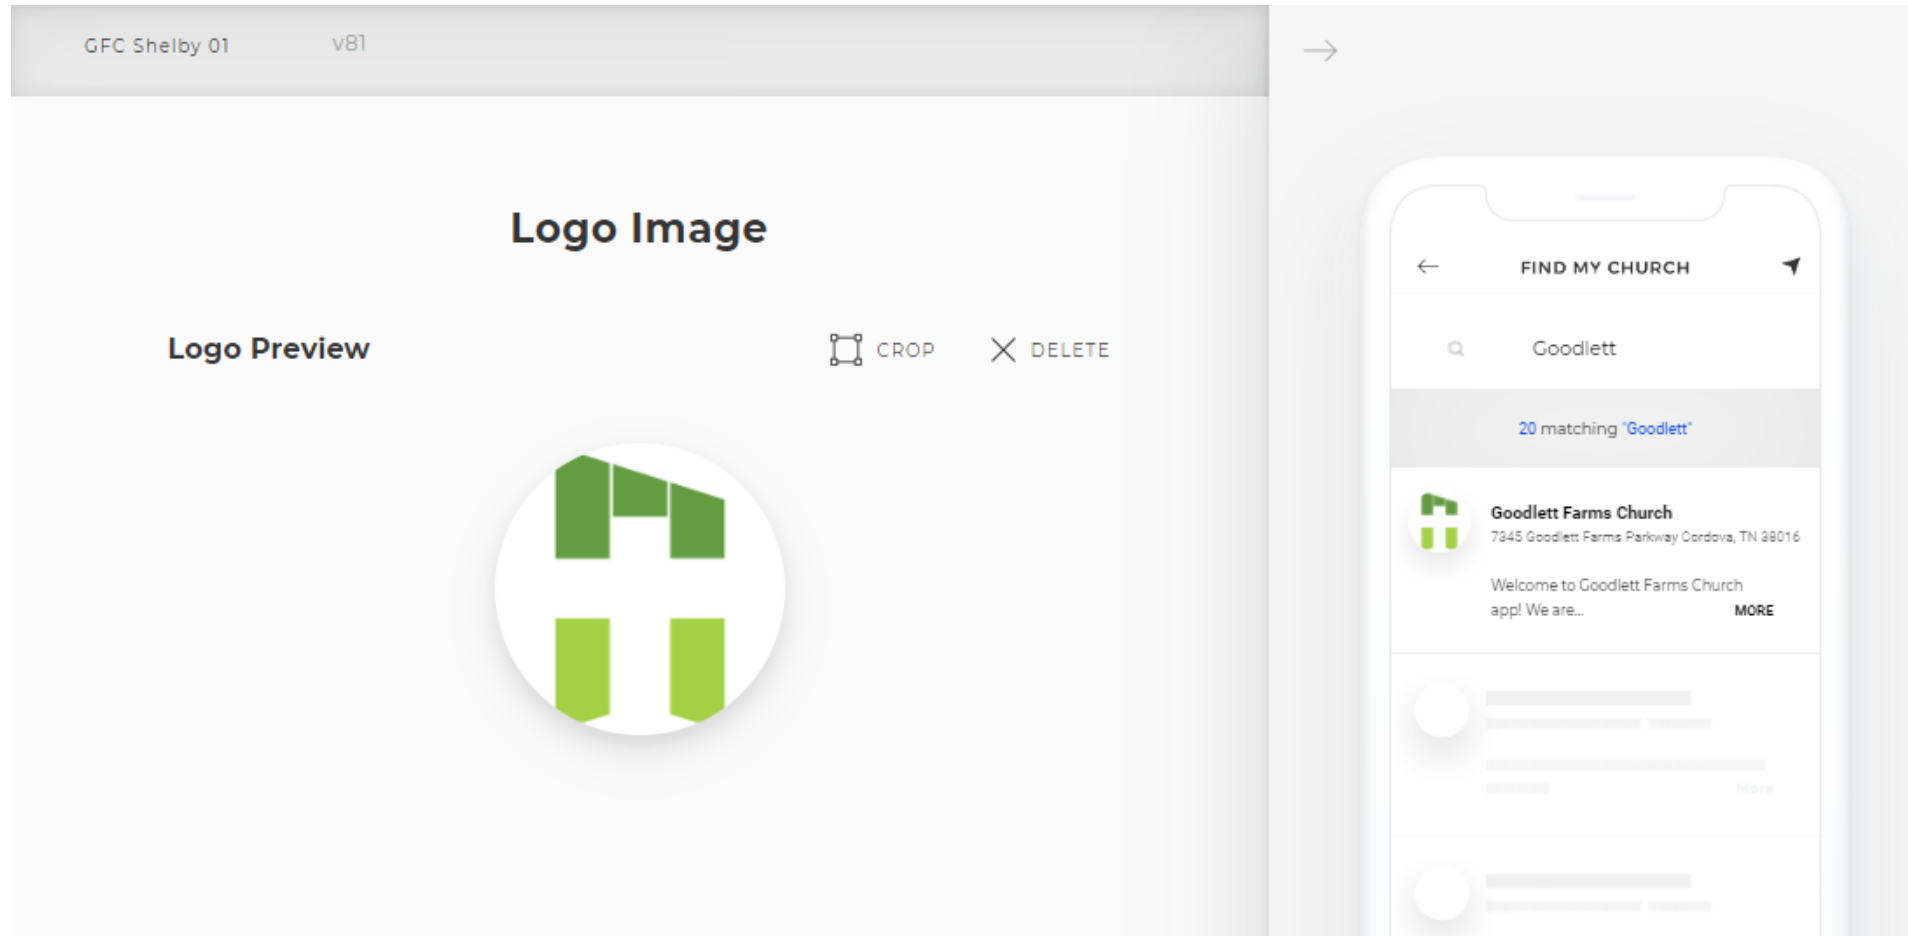 GFC Shelby 01
v81
Logo Image
Logo Preview
CROP
DELETE
FIND MY CHURCH
Goodlett
20 matching "Goodlett"
Goodlett Farms Church
7345 Goodlett Farms Parkway Cordova, TN 38016
Welcome to Goodlett Farms Church
app! We are...
MORE
More